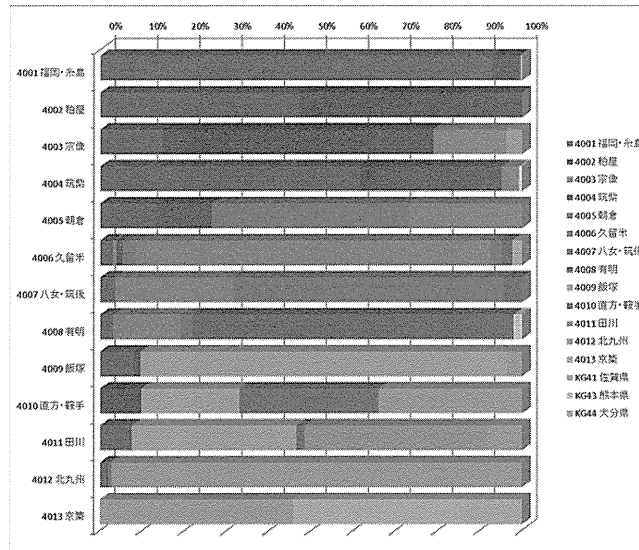 0% 10% 20% 30% 40% 50% 60% 70% 80% 90% 100%
4001 福岡・糸島
4002 粕屋
4003 宗像
4004 筑紫
4005 朝倉
4006 久留米
4007 八女・筑後
4008 有明
4009 飯塚
4010 直方・鞍手
4011 田川
4012 北九州
4013 京築
4001 福岡・糸島
4002 粕屋
4003 宗像
4004 筑紫
4005 朝倉
4006 久留米
4007 八女・筑後
4008 有明
4009 飯塚
4010 直方・鞍手
4011 田川
4012 北九州
4013 京築
KG41 佐賀県
KG43 熊本県
KG44 大分県